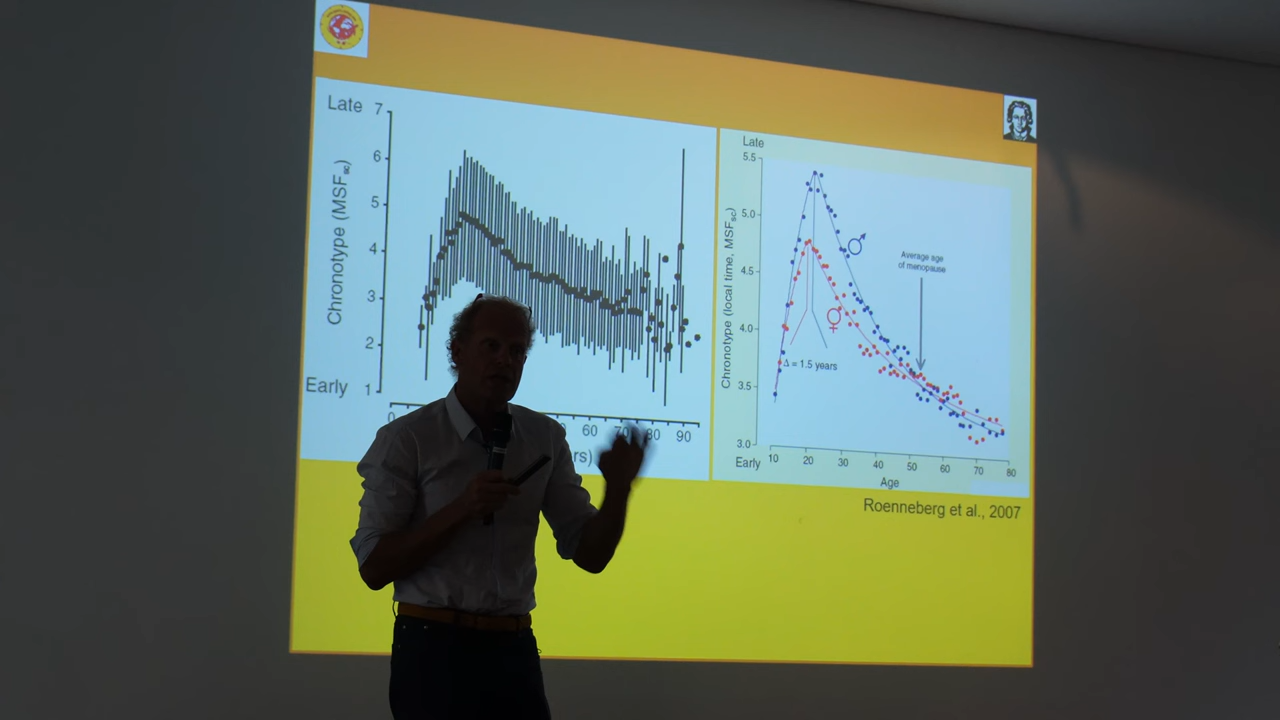 Late 7
6
Chronotype (MSFsc)
5
4
3
2
Early 1
0 60 70 80 90
rs)
Late
5.5
5.0
Chronotype (local time, MSFsc)
4.5
4.0
3.5
3.0
Early
♂
♀
Average age
of menopause
Δ = 1.5 years
10 20 30 40 50 60 70 80
Age
Roenneberg et al., 2007